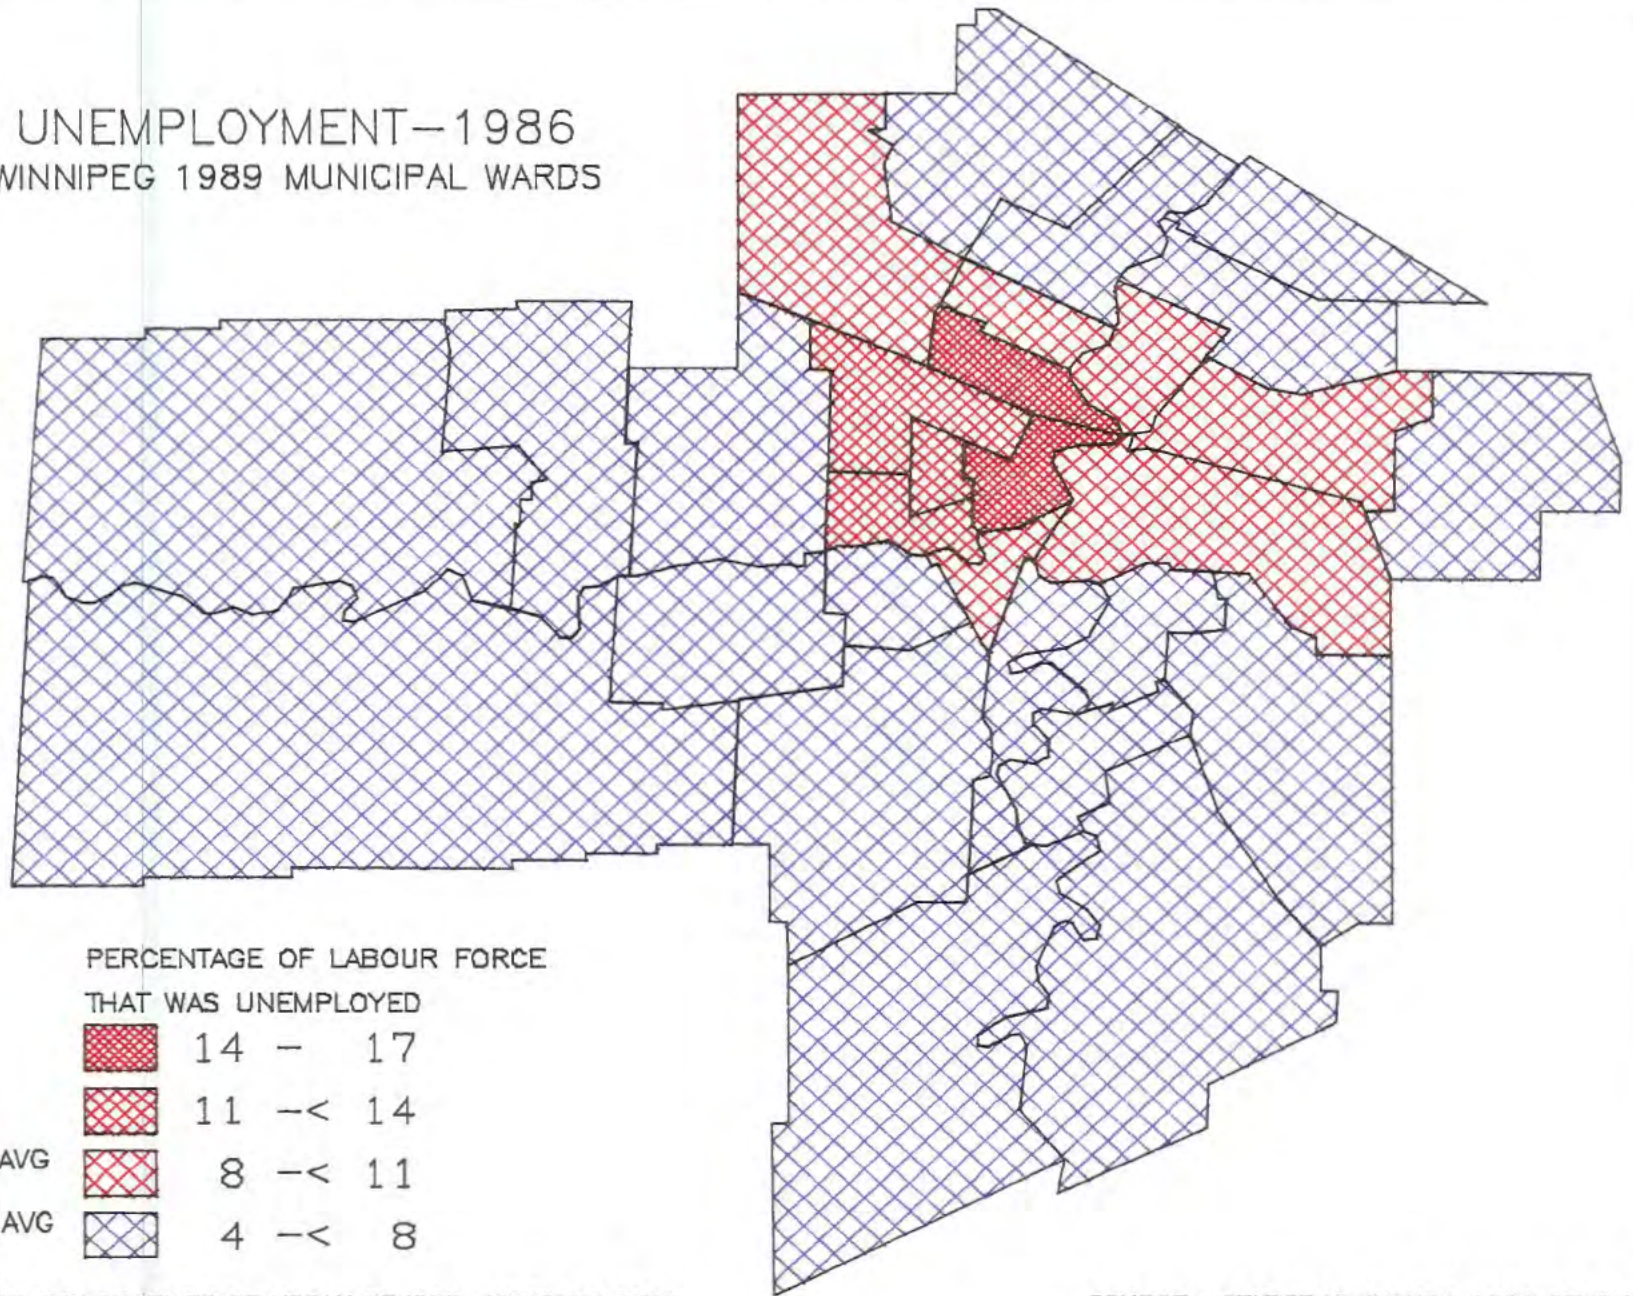 UNEMPLOYMENT-1986
WINNIPEG 1989 MUNICIPAL WARDS
PERCENTAGE OF LABOUR FORCE
THAT WAS UNEMPLOYED
14 - 17
11 -< 14
AVG 8 -< 11
AVG 4 -< 8